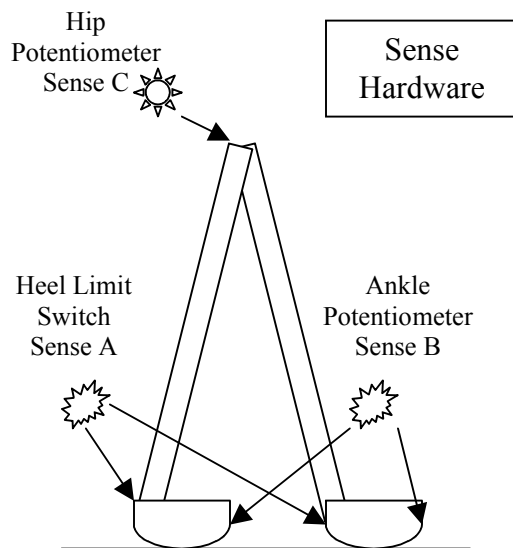 Hip
Potentiometer
Sense C
Sense
Hardware
Heel Limit
Switch
Sense A
Ankle
Potentiometer
Sense B